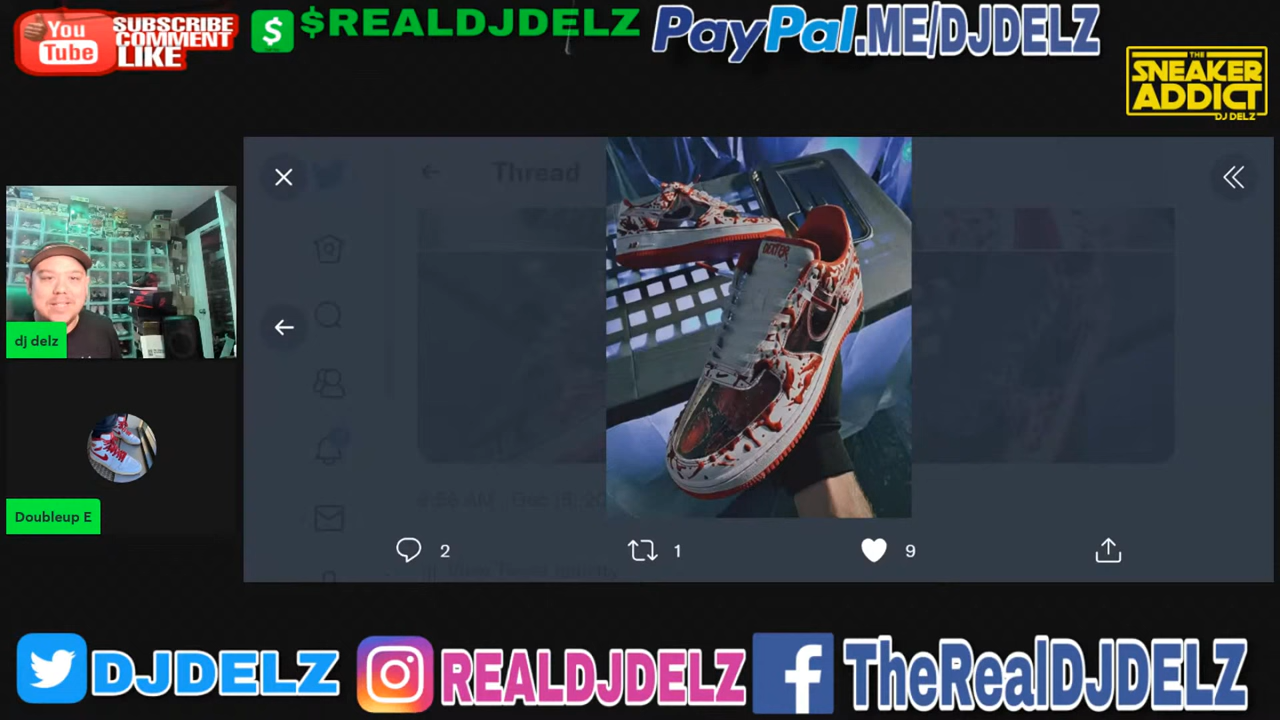 You
Tube
SUBSCRIBE
COMMENT
LIKE
$ $REALDJDELZ
PayPal.ME/DJDELZ
THE
SNEAKER
ADDICT
DJ DELZ
Thread
DEXTER
AIR
dj delz
Doubleup E
2
1
9
DJDELZ
REALDJDELZ
f TheRealDJDELZ